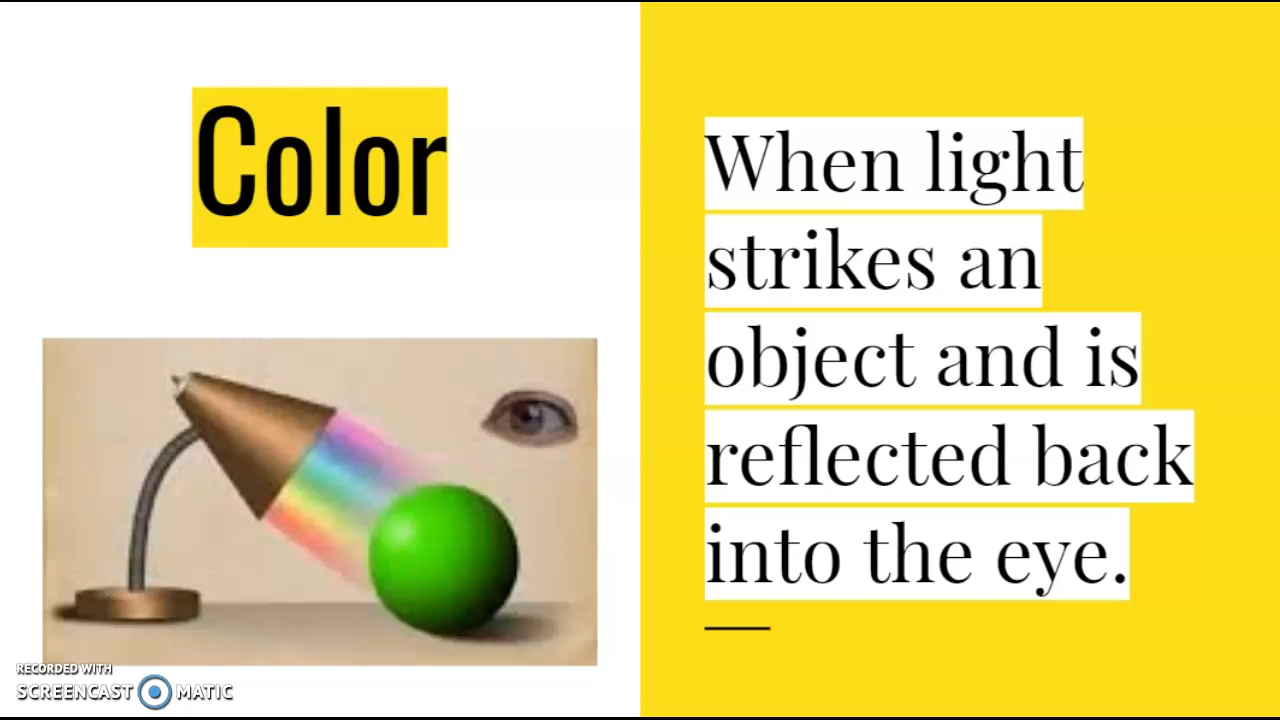 Color
When light
strikes an
object and is
reflected back
into the eye.
RECORDED WITH
SCREENCAST MATIC